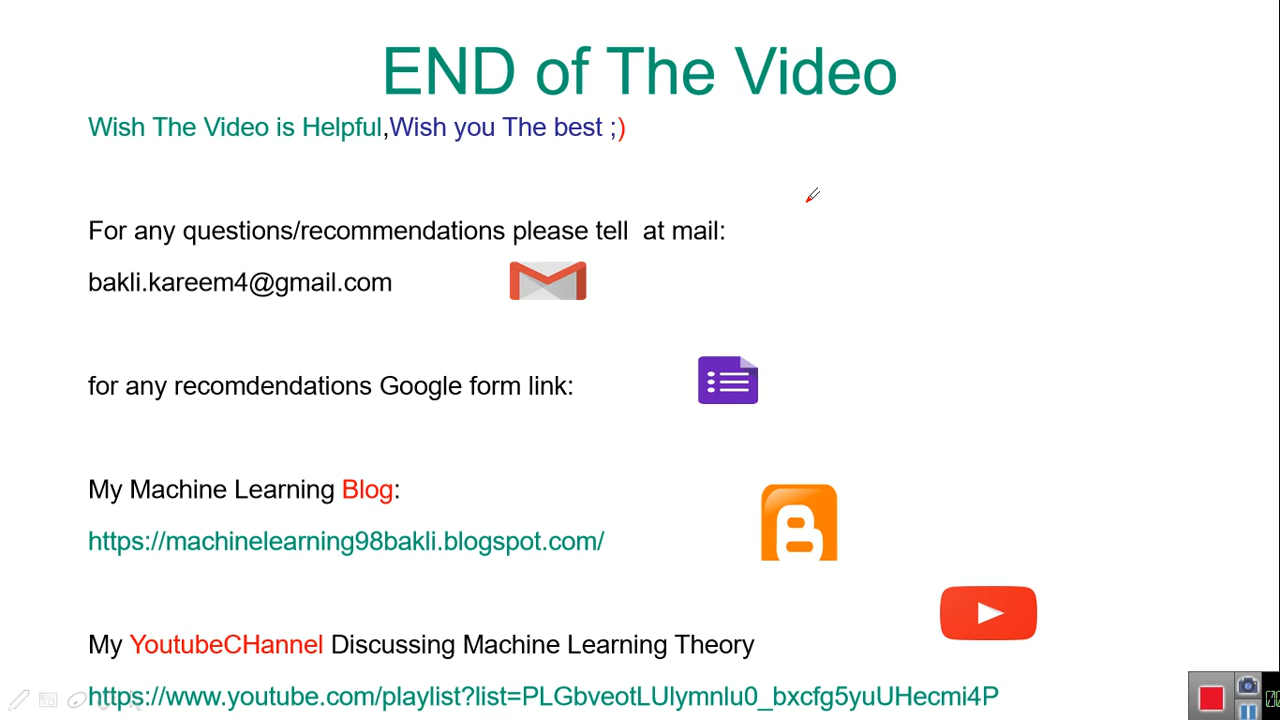 END of The Video
Wish The Video is Helpful,Wish you The best ;)
For any questions/recommendations please tell at mail:
bakli.kareem4@gmail.com
for any recomdendations Google form link:
My Machine Learning Blog:
https://machinelearning98bakli.blogspot.com/
My YoutubeCHannel Discussing Machine Learning Theory
https://www.youtube.com/playlist?list=PLGbveotLUlymnlu0_bxcfg5yuUHecmi4P